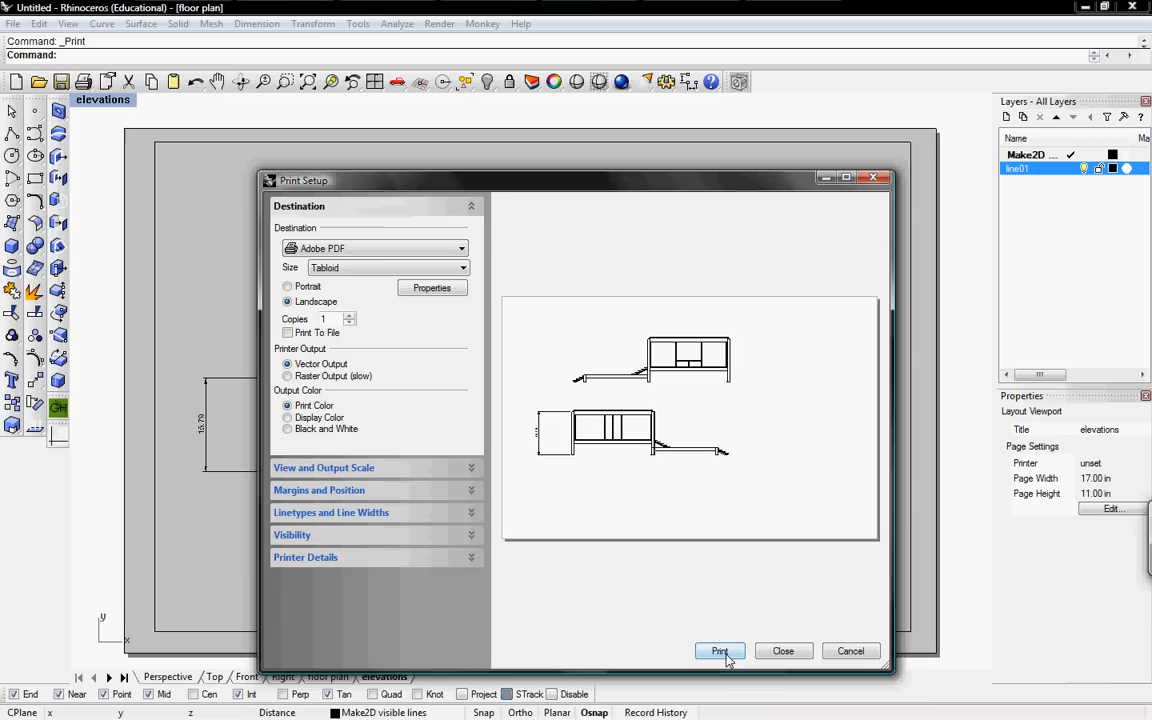 Untitled - Rhinoceros (Educational) - [floor plan]
File Edit View Curve Surface Solid Mesh Dimension Transform Tools Analyze Render Monkey Help
Command: _Print
Command:
elevations
Layers - All Layers
Name Ma
Make2D ...
line01
Print Setup
Destination
Destination
Adobe PDF
Size Tabloid
Portrait
Properties
Landscape
Copies 1
Print To File
Printer Output
Vector Output
Raster Output (slow)
Output Color
Print Color
Display Color
Black and White
View and Output Scale
Margins and Position
Linetypes and Line Widths
Visibility
Printer Details
Print Close Cancel
15.79
GH
Properties
Layout Viewport
Title elevations
Page Settings
Printer unset
Page Width 17.00 in
Page Height 11.00 in
Edit...
y
x
Perspective Top Front Right floor plan elevations
End Near Point Mid Cen Int Perp Tan Quad Knot Project STrack Disable
CPlane x y z Distance Make2D visible lines Snap Ortho Planar Osnap Record History